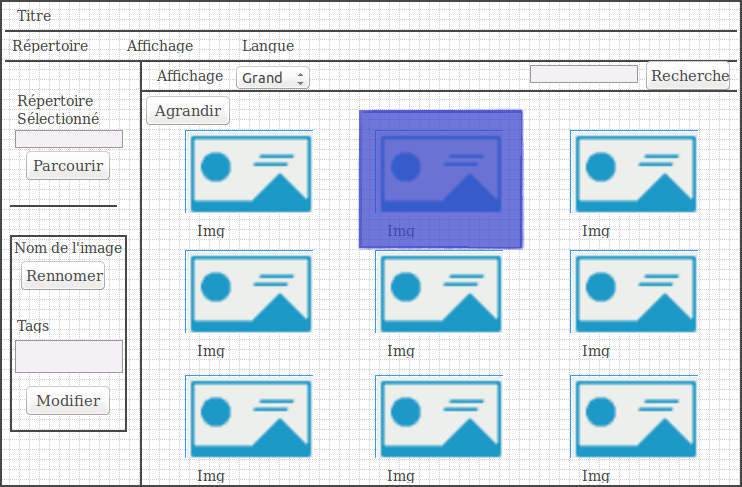 Titre
Répertoire Affichage Langue
Affichage Grand Recherche
Répertoire
Sélectionné
Parcourir
Nom de l'image
Rennomer
Tags
Modifier
Agrandir
Img Img Img
Img Img Img
Img Img Img